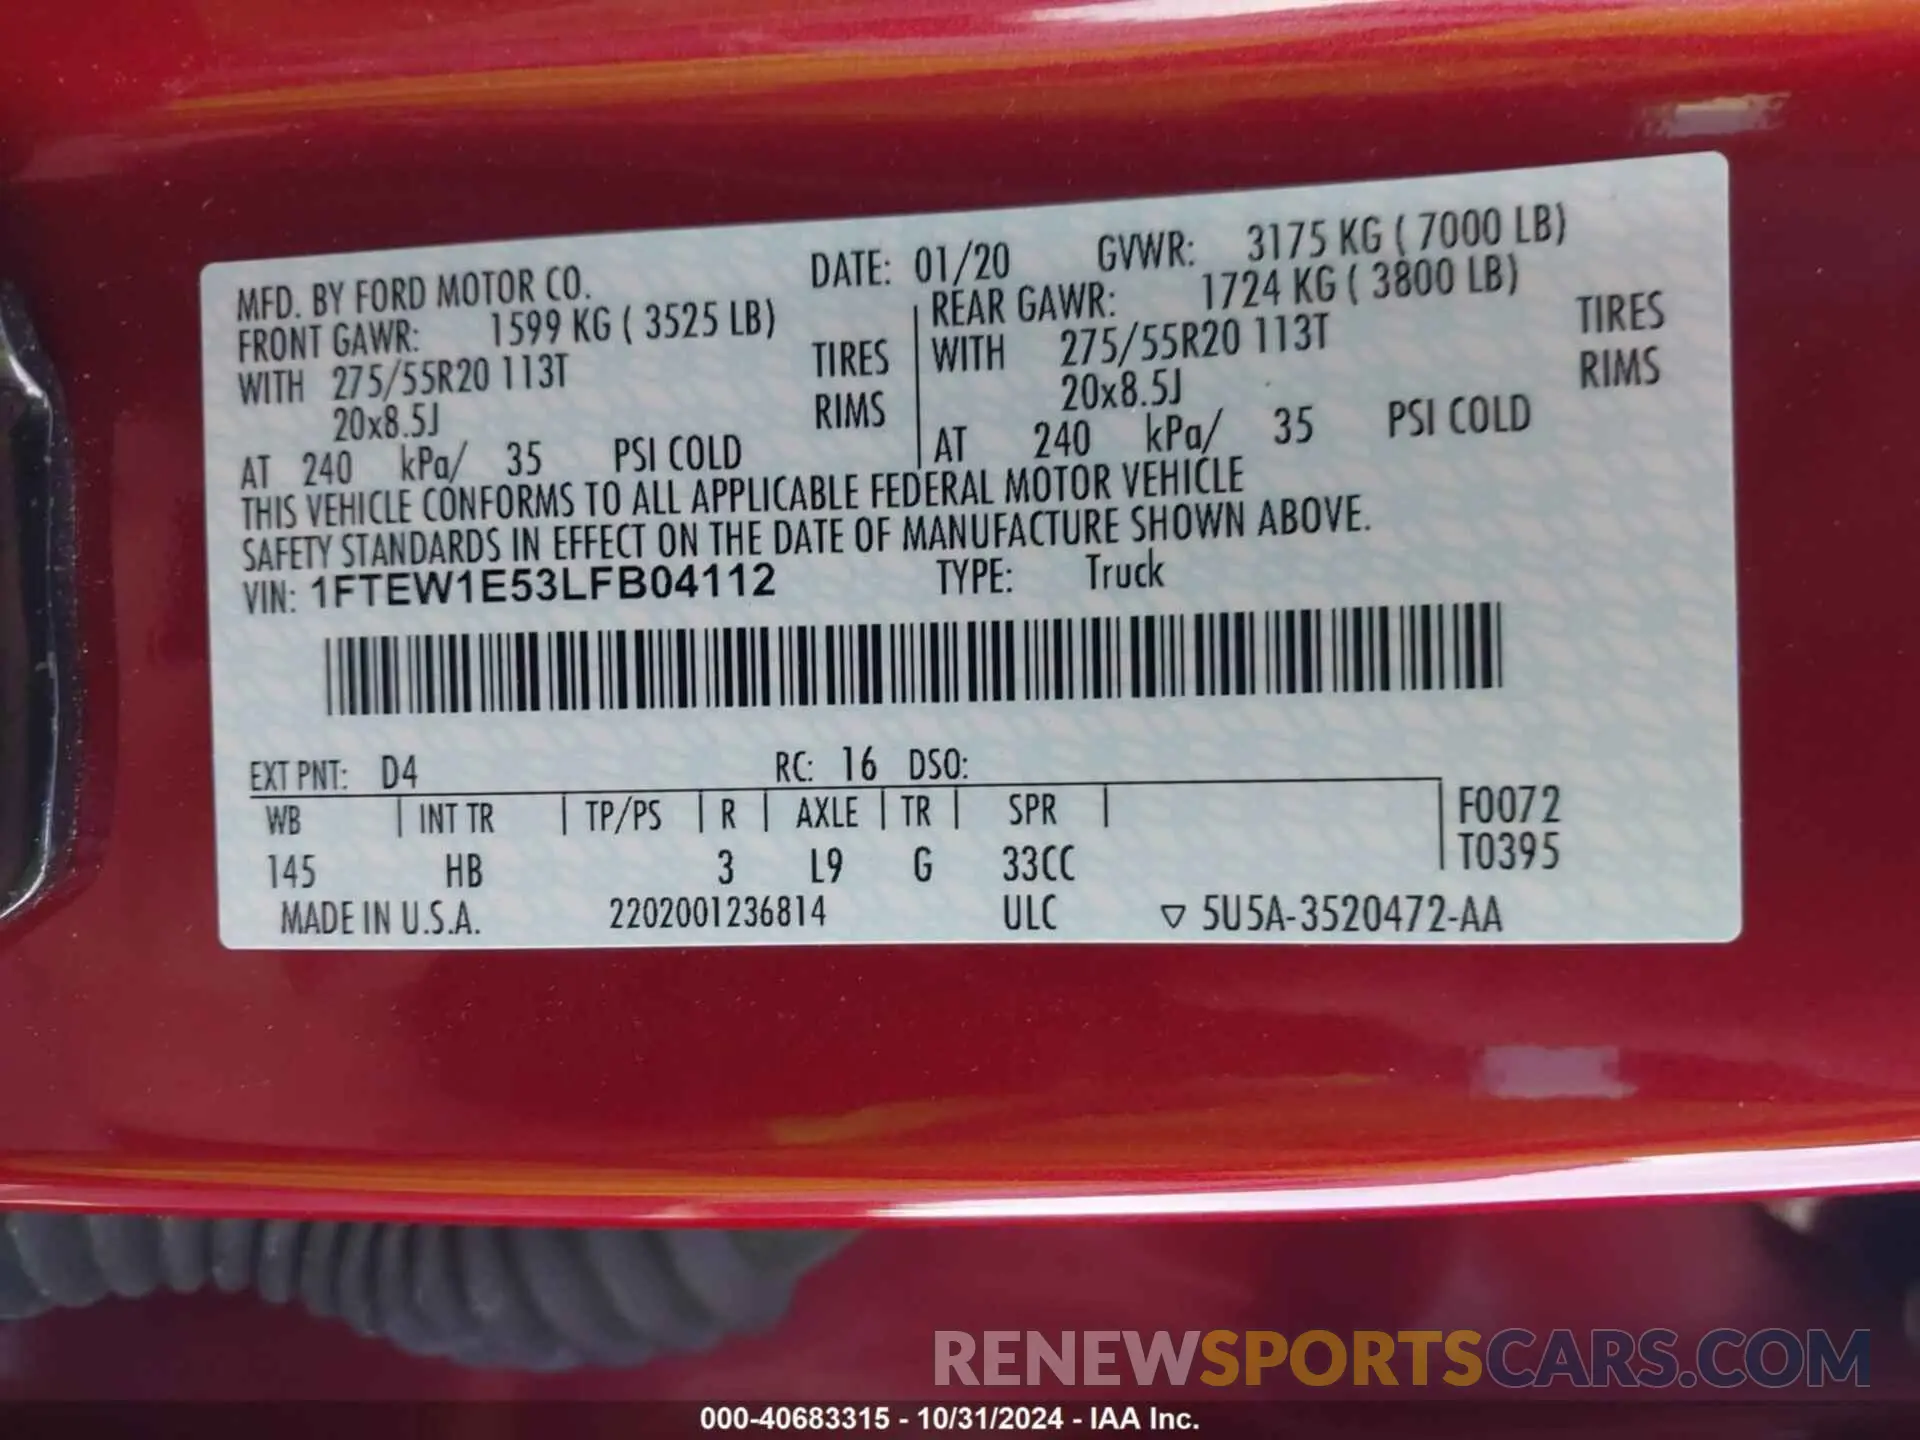 MFD. BY FORD MOTOR CO. DATE: 01/20 GVWR: 3175 KG ( 7000 LB)
FRONT GAWR: 1599 KG ( 3525 LB) REAR GAWR: 1724 KG ( 3800 LB)
WITH 275/55R20 113T TIRES WITH 275/55R20 113T TIRES
20x8.5J RIMS 20x8.5J RIMS
AT 240 kPa/ 35 PSI COLD AT 240 kPa/ 35 PSI COLD
THIS VEHICLE CONFORMS TO ALL APPLICABLE FEDERAL MOTOR VEHICLE
SAFETY STANDARDS IN EFFECT ON THE DATE OF MANUFACTURE SHOWN ABOVE.
VIN: 1FTEW1E53LFB04112 TYPE: Truck
EXT PNT: D4 RC: 16 DSO:
WB INT TR TP/PS R AXLE TR SPR F0072
145 HB 3 L9 G 33CC T0395
MADE IN U.S.A. 2202001236814 ULC ▽ 5U5A-3520472-AA
RENEWSPORTSCARS.COM
000-40683315 - 10/31/2024 - IAA Inc.